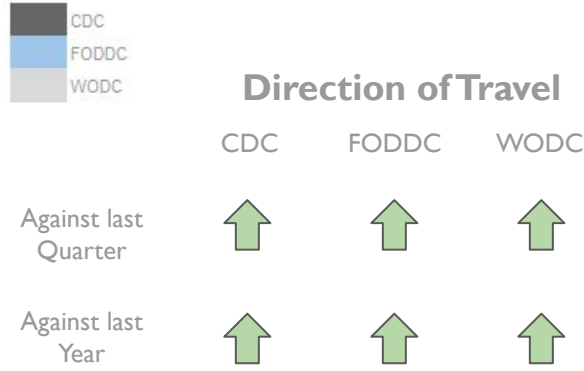 CDC
FODDC
WODC
Direction of Travel
CDC FODDC WODC
Against last
Quarter
Against last
Year